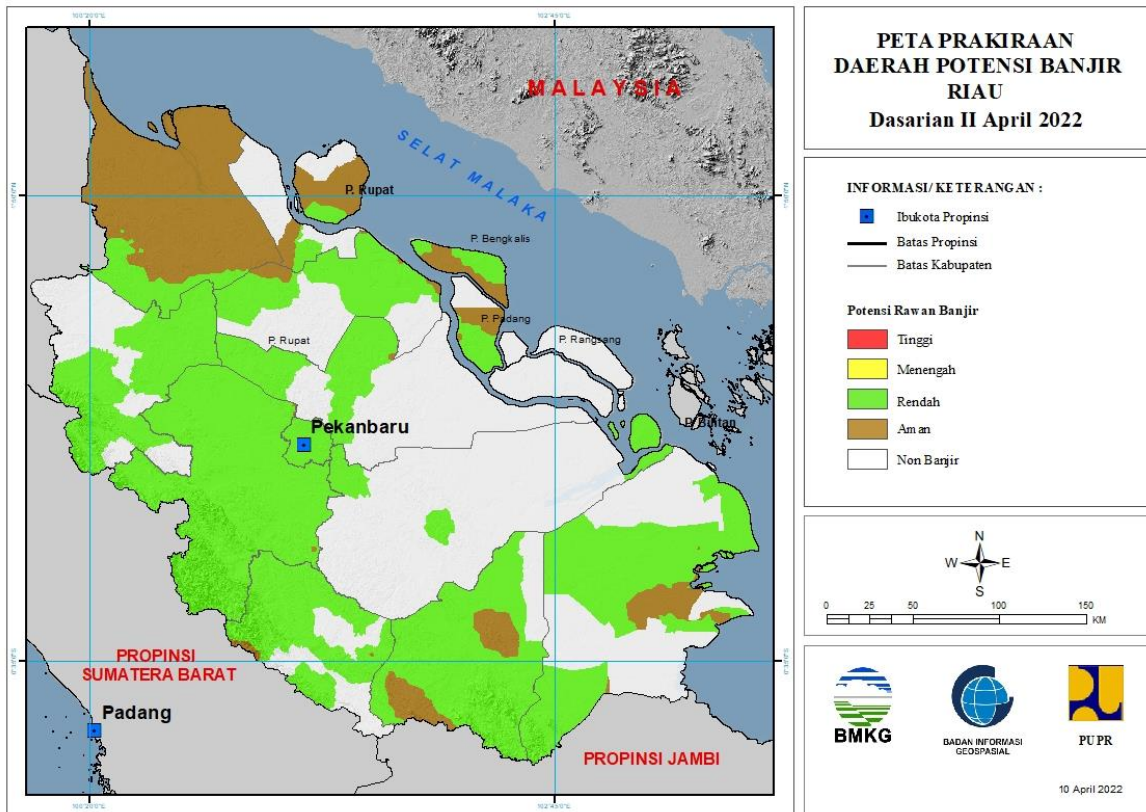 PETA PRAKIRAAN
DAERAH POTENSI BANJIR
RIAU
Dasarian II April 2022
INFORMASI/ KETERANGAN :
Ibukota Propinsi
Batas Propinsi
Batas Kabupaten
Potensi Rawan Banjir
Tinggi
Menengah
Rendah
Aman
Non Banjir
N
W E
S
0 25 50 100 150
KM
BMKG
BADAN INFORMASI
GEOSPASIAL
PUPR
10 April 2022
MALAYSIA
SELAT MALAKA
P. Rupat
P. Bengkalis
P. Padang
P. Rangsang
P. Rupat
P. Bintan
Pekanbaru
PROPINSI
SUMATERA BARAT
Padang
PROPINSI JAMBI